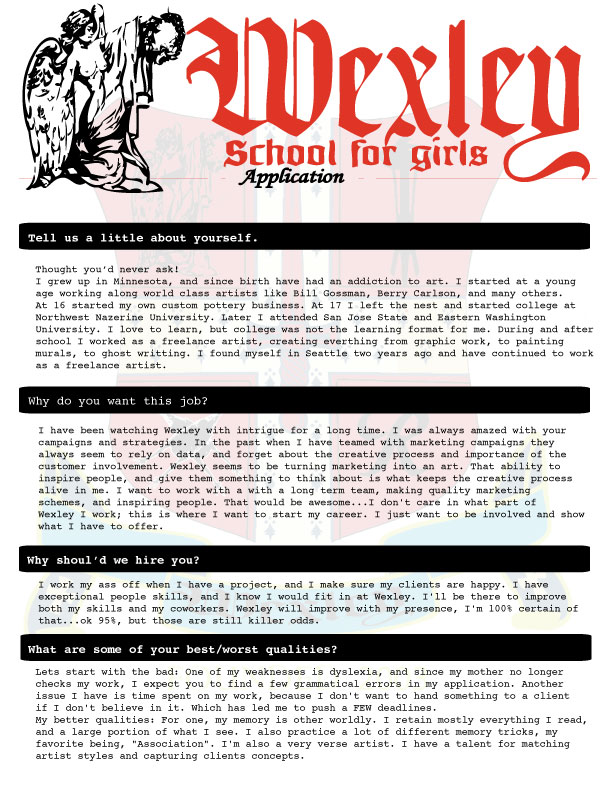 Wexley
School for girls
Application
Tell us a little about yourself.
Thought you'd never ask!
I grew up in Minnesota, and since birth have had an addiction to art. I started at a young
age working along world class artists like Bill Gossman, Berry Carlson, and many others.
At 16 started my own custom pottery business. At 17 I left the nest and started college at
Northwest Nazerine University. Later I attended San Jose State and Eastern Washington
University. I love to learn, but college was not the learning format for me. During and after
school I worked as a freelance artist, creating everthing from graphic work, to painting
murals, to ghost writting. I found myself in Seattle two years ago and have continued to work
as a freelance artist.
Why do you want this job?
I have been watching Wexley with intrigue for a long time. I was always amazed with your
campaigns and strategies. In the past when I have teamed with marketing campaigns they
always seem to rely on data, and forget about the creative process and importance of the
customer involvement. Wexley seems to be turning marketing into an art. That ability to
inspire people, and give them something to think about is what keeps the creative process
alive in me. I want to work with a with a long term team, making quality marketing
schemes, and inspiring people. That would be awesome...I don't care in what part of
Wexley I work; this is where I want to start my career. I just want to be involved and show
what I have to offer.
Why shoul'd we hire you?
I work my ass off when I have a project, and I make sure my clients are happy. I have
exceptional people skills, and I know I would fit in at Wexley. I'll be there to improve
both my skills and my coworkers. Wexley will improve with my presence, I'm 100% certain of
that...ok 95%, but those are still killer odds.
What are some of your best/worst qualities?
Lets start with the bad: One of my weaknesses is dyslexia, and since my mother no longer
checks my work, I expect you to find a few grammatical errors in my application. Another
issue I have is time spent on my work, because I don't want to hand something to a client
if I don't believe in it. Which has led me to push a FEW deadlines.
My better qualities: For one, my memory is other worldly. I retain mostly everything I read,
and a large portion of what I see. I also practice a lot of different memory tricks, my
favorite being, "Association". I'm also a very verse artist. I have a talent for matching
artist styles and capturing clients concepts.